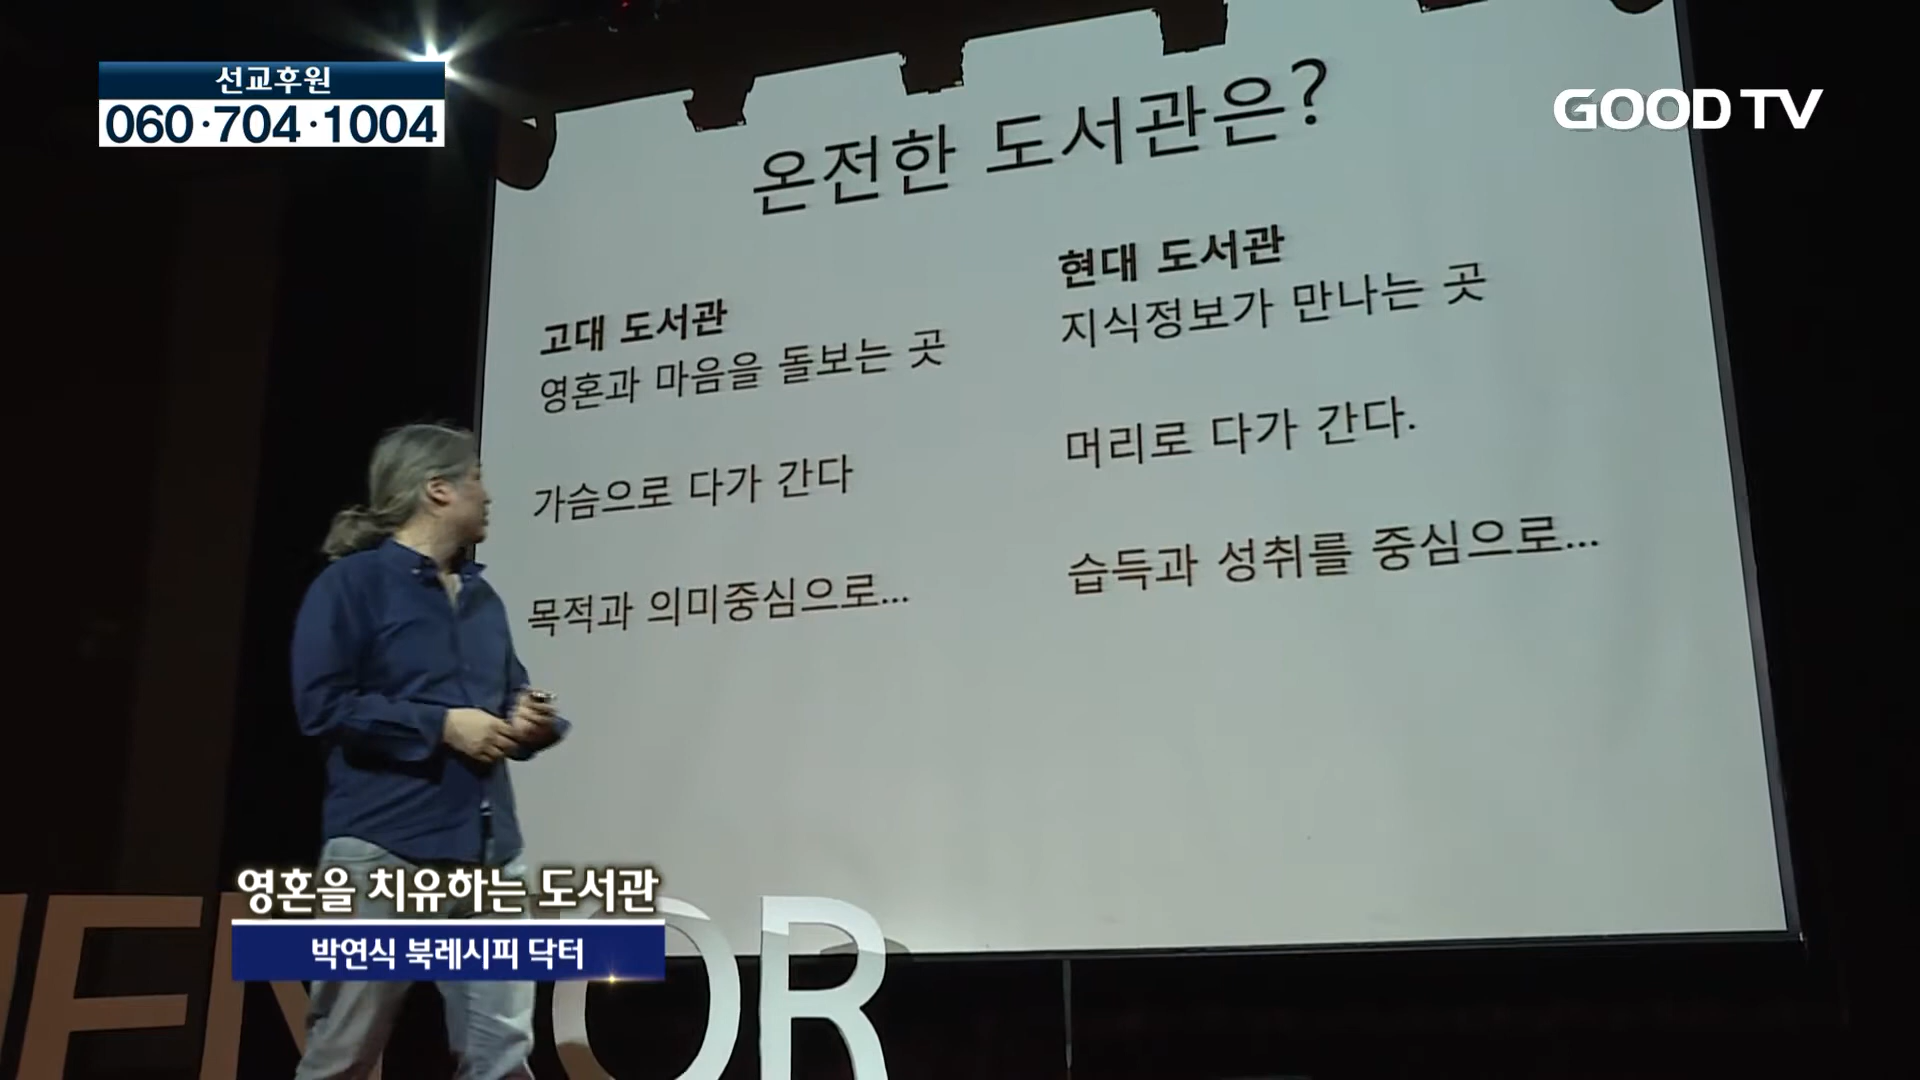 선교후원
060·704·1004
GOOD TV
온전한 도서관은?
고대 도서관
영혼과 마음을 돌보는 곳
가슴으로 다가 간다
목적과 의미중심으로...
현대 도서관
지식정보가 만나는 곳
머리로 다가 간다.
습득과 성취를 중심으로...
영혼을 치유하는 도서관
박연식 북레시피 닥터
OR